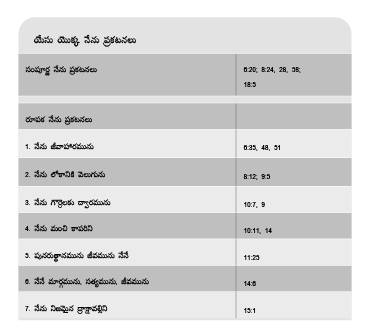 యేసు యొక్క నేను ప్రకటనలు
సంపూర్ణ నేను ప్రకటనలు 6:20; 8:24, 28, 58;
18:5
రూపక నేను ప్రకటనలు
1. నేను జీవాహారమును 6:35, 48, 51
2. నేను లోకానికి వెలుగును 8:12; 9:5
3. నేను గొర్రెలకు ద్వారమును 10:7, 9
4. నేను మంచి కాపరిని 10:11, 14
5. పునరుత్థానమును జీవమును నేనే 11:25
6. నేనే మార్గమును, సత్యమును, జీవమును 14:6
7. నేను నిజమైన ద్రాక్షావల్లిని 15:1